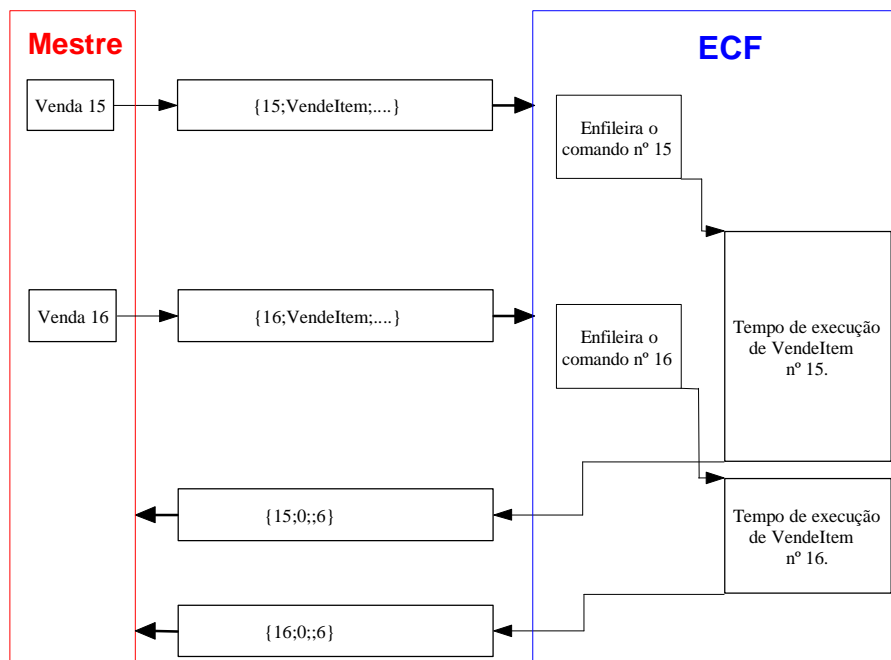 Mestre
ECF
Venda 15
{15;VendeItem;....}
Enfileira o
comando nº 15
Venda 16
{16;VendeItem;....}
Enfileira o
comando nº 16
Tempo de execução
de VendeItem
nº 15.
{15;0;;6}
Tempo de execução
de VendeItem
nº 16.
{16;0;;6}